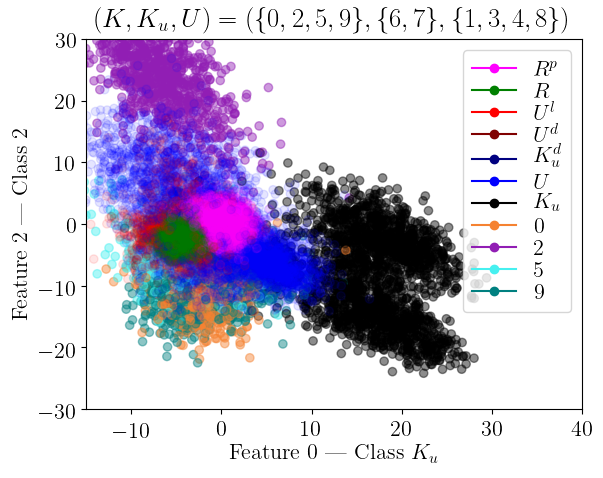 (K, K_u, U) = ({0, 2, 5, 9}, {6, 7}, {1, 3, 4, 8})
30
20
10
0
−10
−20
−30
Feature 2 — Class 2
R^p
R
U^l
U^d
K_u^d
U
K_u
0
2
5
9
−10
0
10
20
30
40
Feature 0 — Class K_u